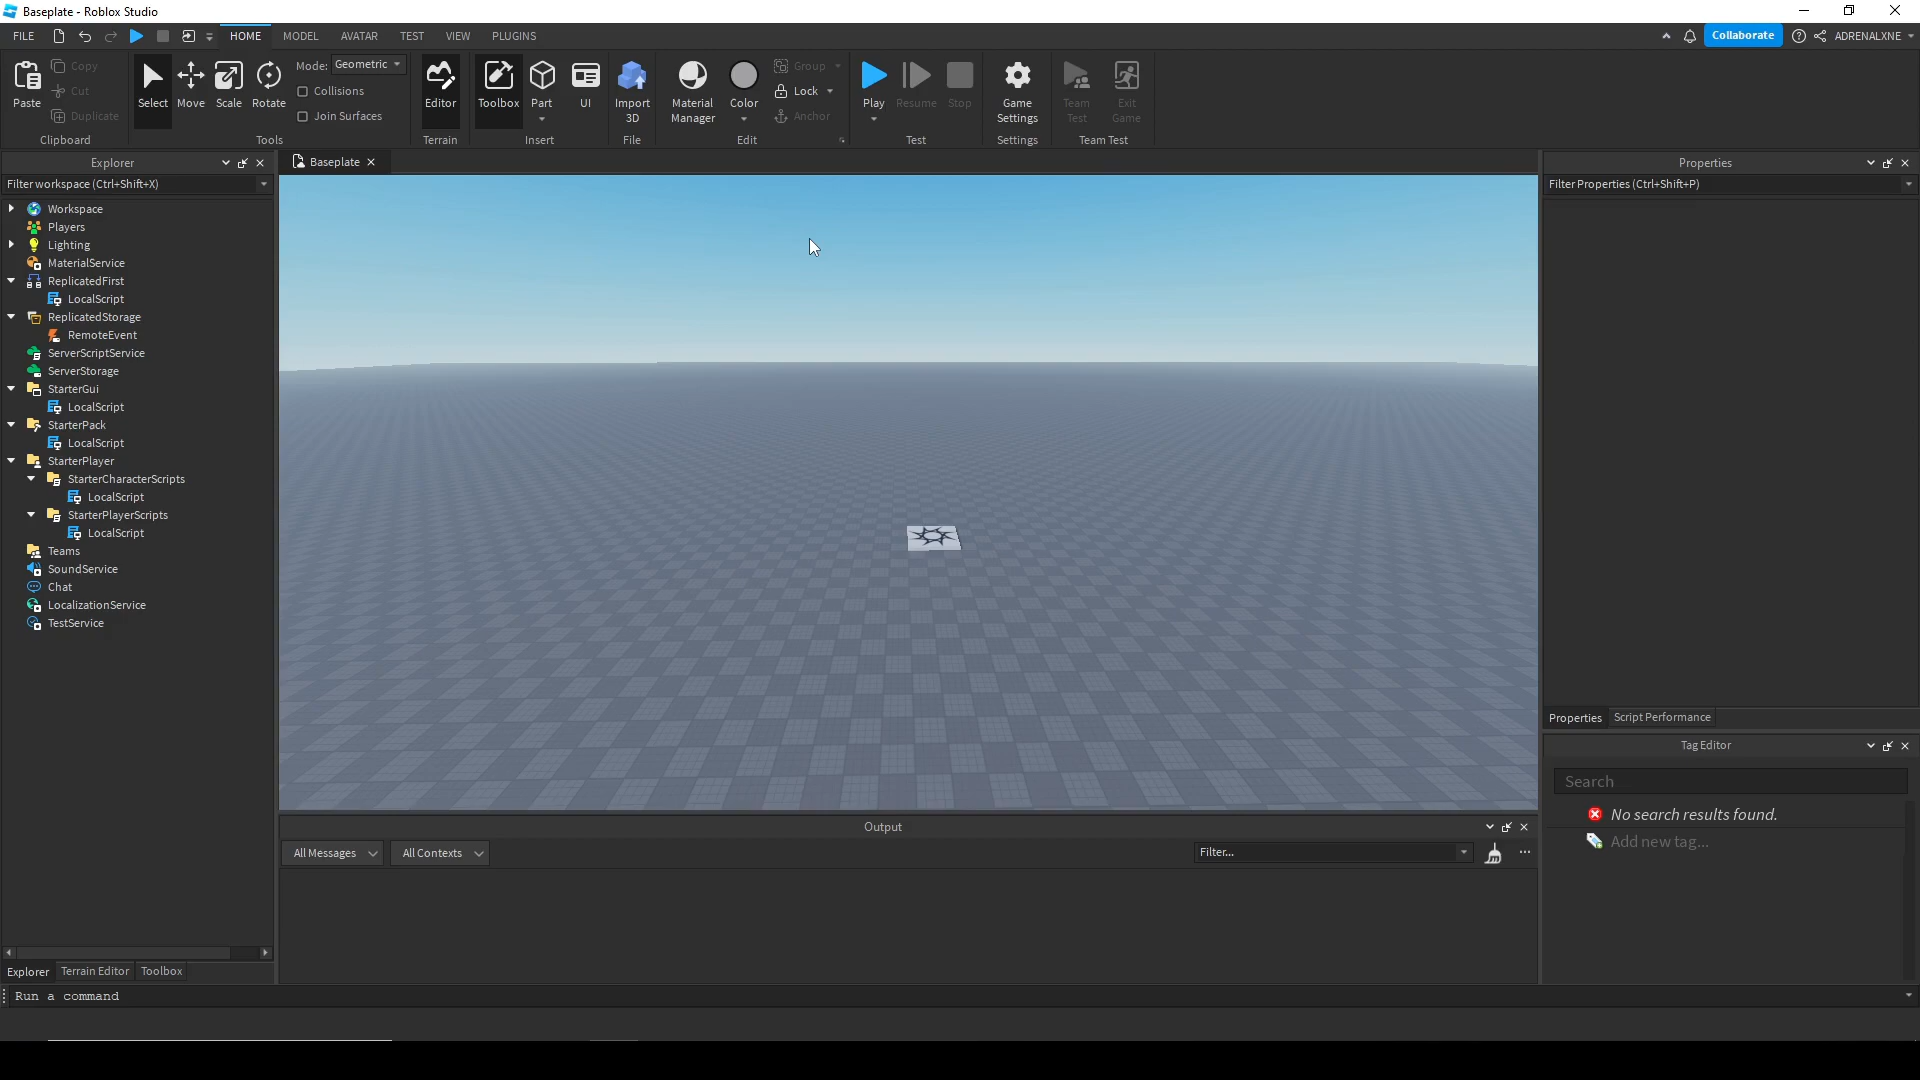 Baseplate - Roblox Studio
FILE
HOME
MODEL
AVATAR
TEST
VIEW
PLUGINS
Collaborate
ADRENALXNE
Paste
Copy
Cut
Duplicate
Clipboard
Select
Move
Scale
Rotate
Mode: Geometric
Collisions
Join Surfaces
Tools
Editor
Terrain
Toolbox
Part
UI
Insert
Import
3D
File
Material
Manager
Color
Group
Lock
Anchor
Edit
Play
Resume
Stop
Test
Game
Settings
Settings
Team
Test
Exit
Game
Team Test
Explorer
Filter workspace (Ctrl+Shift+X)
Workspace
Players
Lighting
MaterialService
ReplicatedFirst
LocalScript
ReplicatedStorage
RemoteEvent
ServerScriptService
ServerStorage
StarterGui
LocalScript
StarterPack
LocalScript
StarterPlayer
StarterCharacterScripts
LocalScript
StarterPlayerScripts
LocalScript
Teams
SoundService
Chat
LocalizationService
TestService
Explorer
Terrain Editor
Toolbox
Baseplate
Output
All Messages
All Contexts
Filter...
Properties
Filter Properties (Ctrl+Shift+P)
Properties
Script Performance
Tag Editor
Search
No search results found.
Add new tag...
Run a command